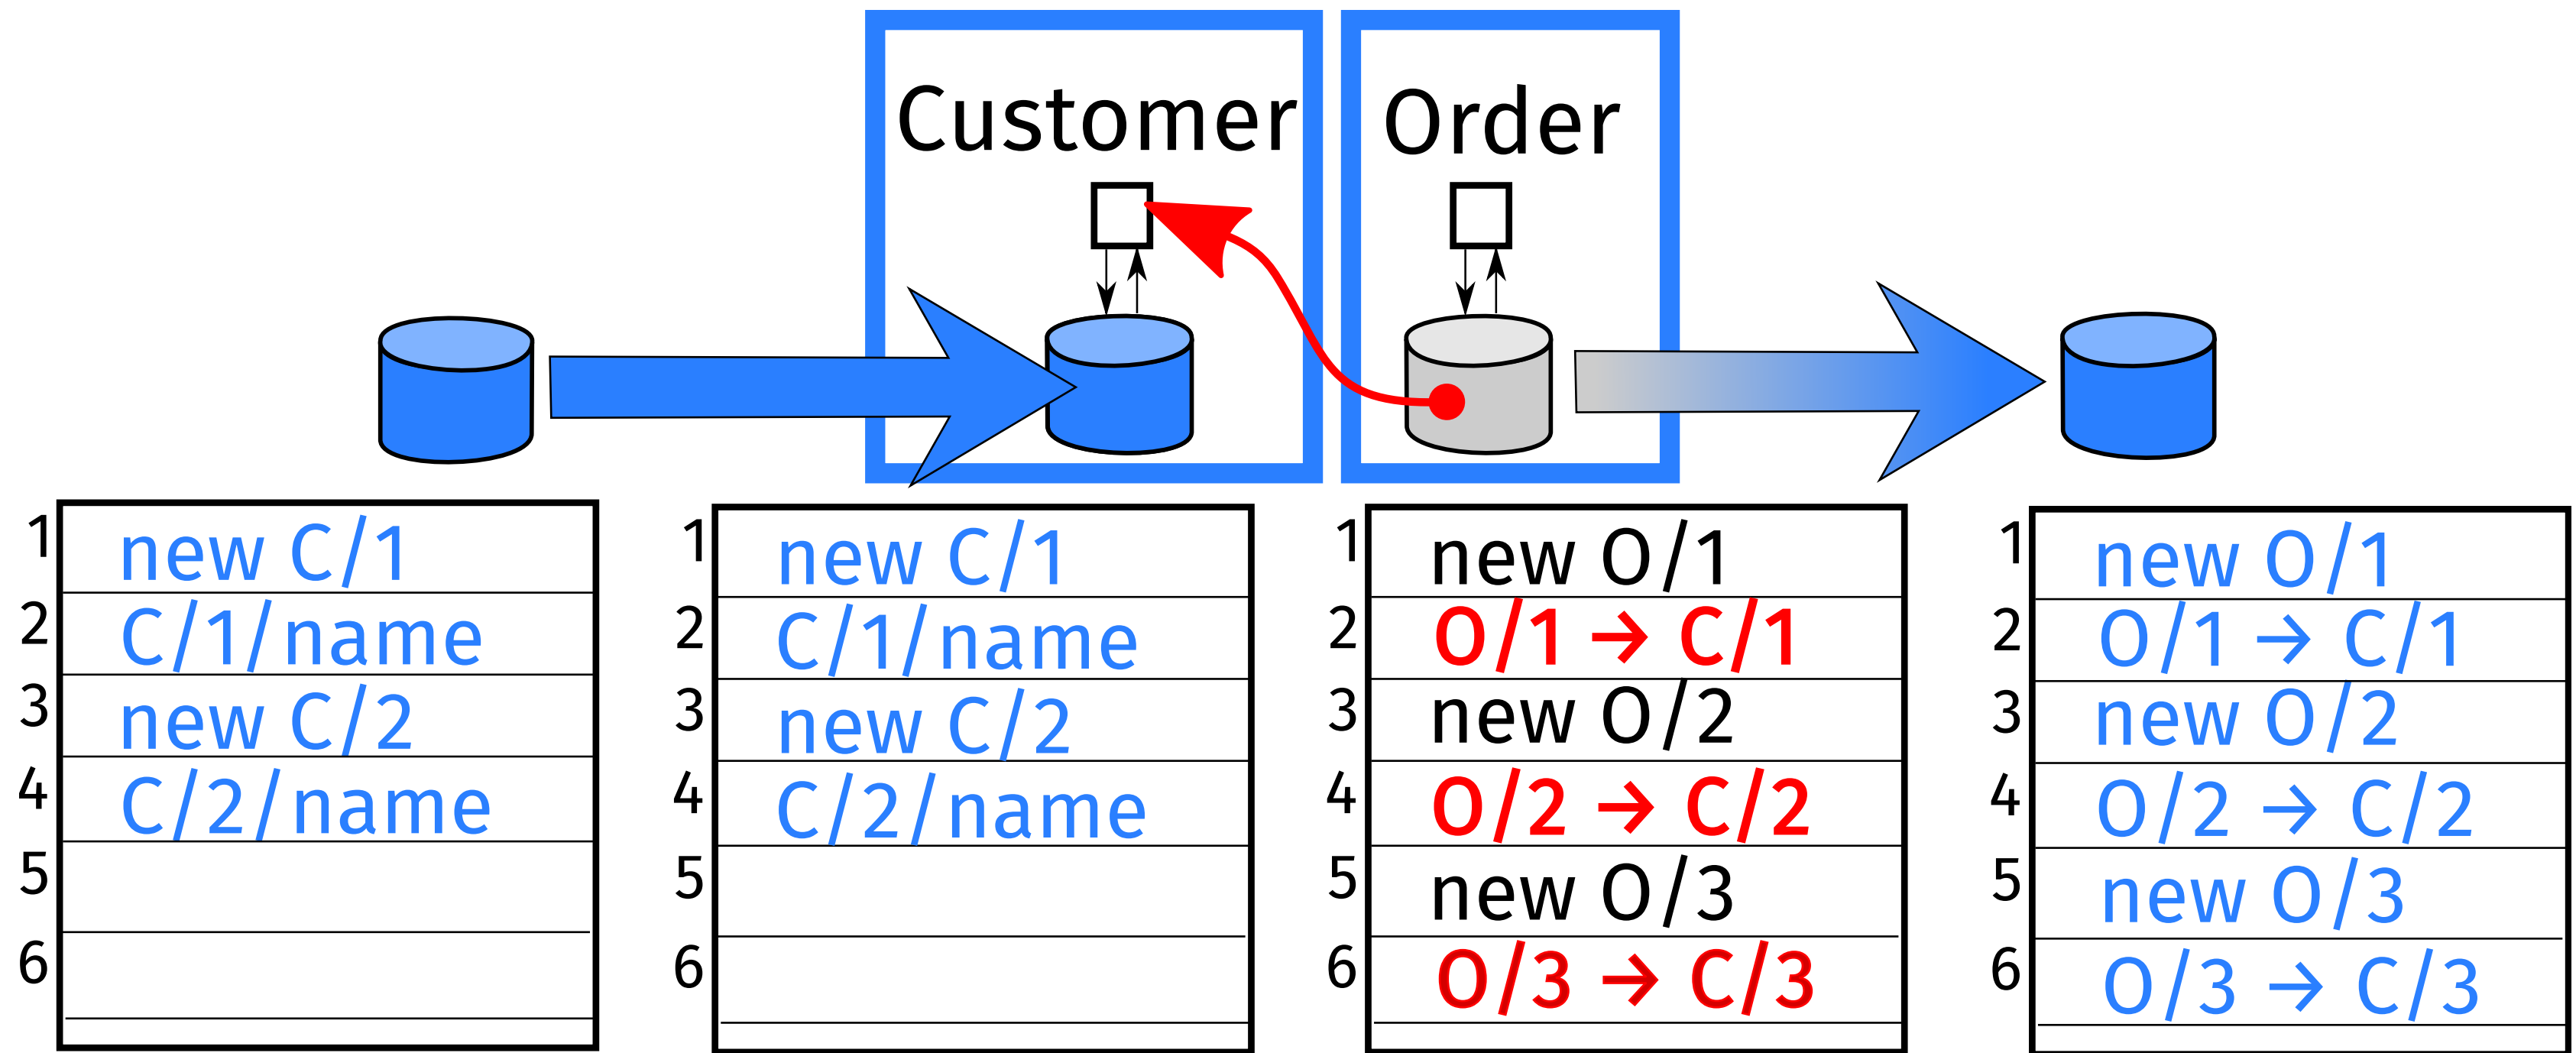 Customer
Order
1 new C/1
2 C/1/name
3 new C/2
4 C/2/name
5
6
1 new C/1
2 C/1/name
3 new C/2
4 C/2/name
5
6
1 new O/1
2 O/1 → C/1
3 new O/2
4 O/2 → C/2
5 new O/3
6 O/3 → C/3
1 new O/1
2 O/1 → C/1
3 new O/2
4 O/2 → C/2
5 new O/3
6 O/3 → C/3